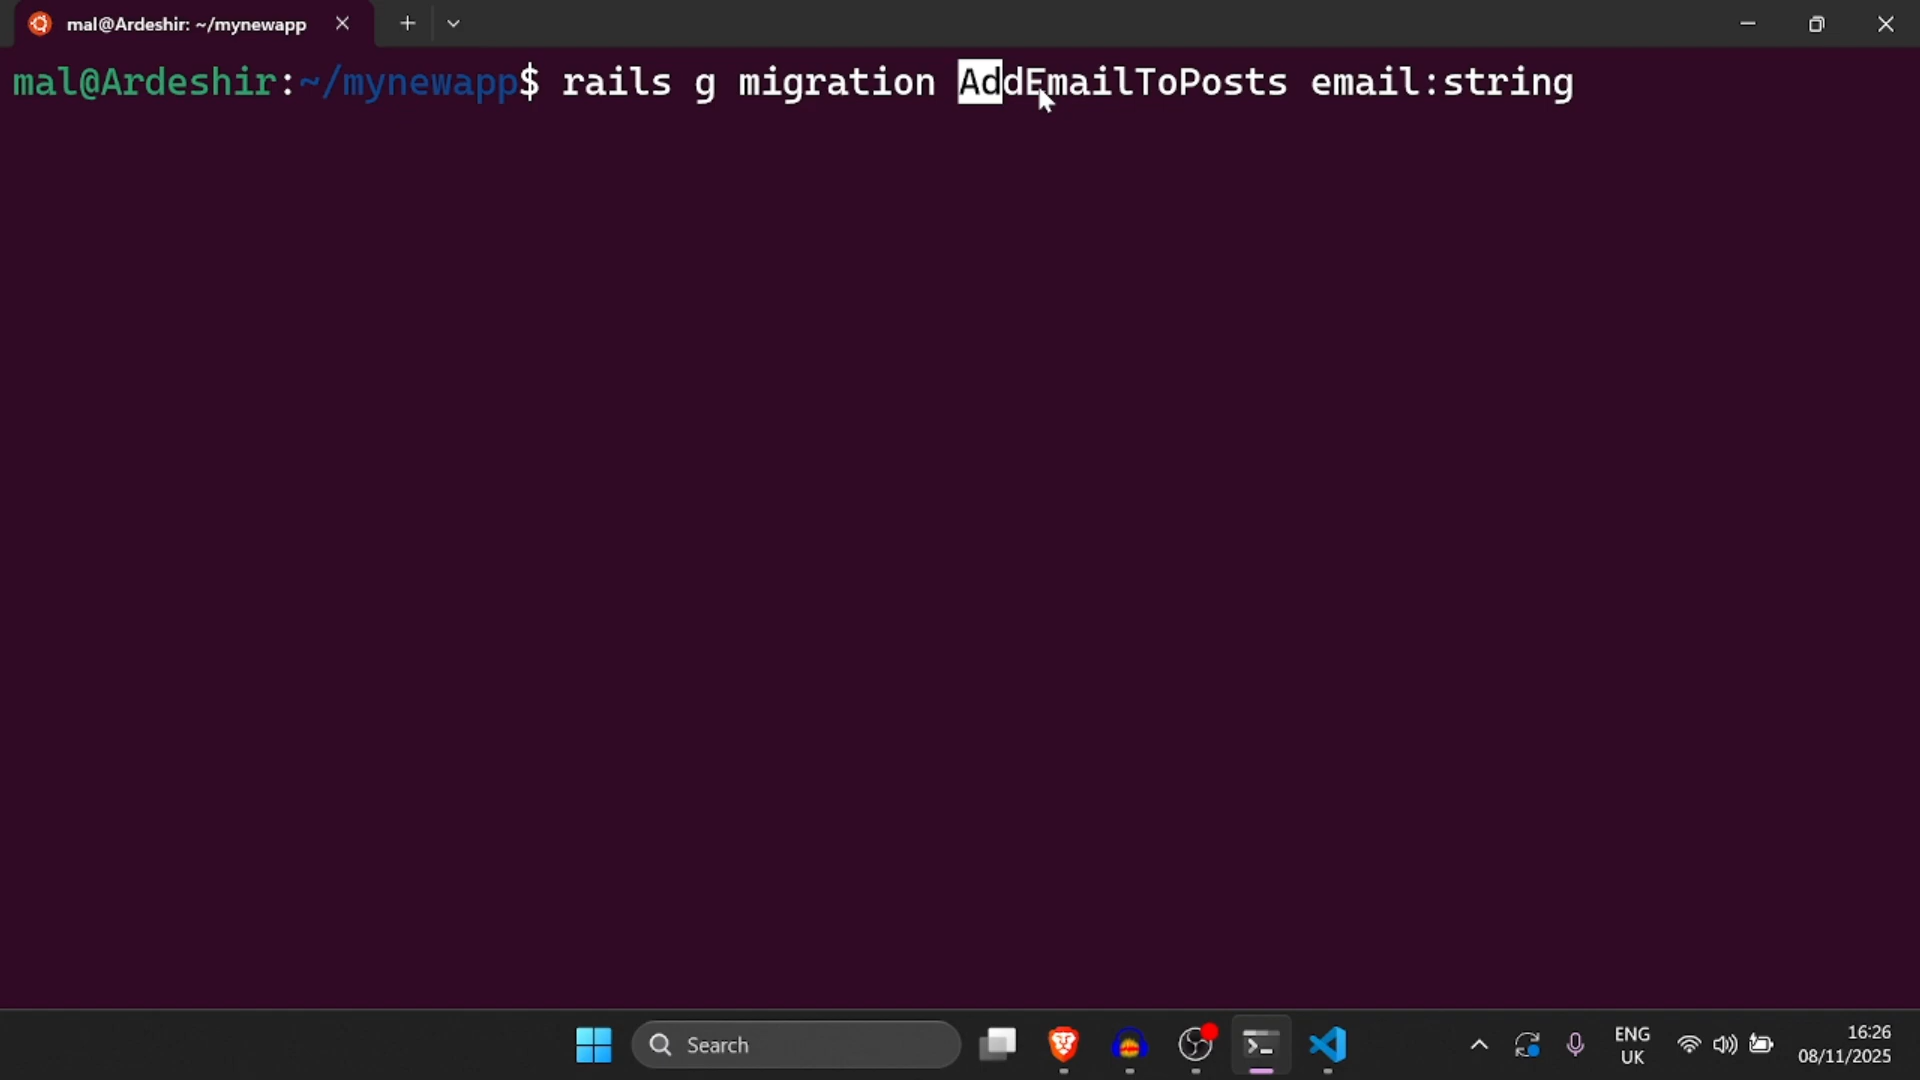 mal@Ardeshir: ~/mynewapp
mal@Ardeshir:~/mynewapp$ rails g migration AddEmailToPosts email:string
Search
ENG
UK
16:26
08/11/2025